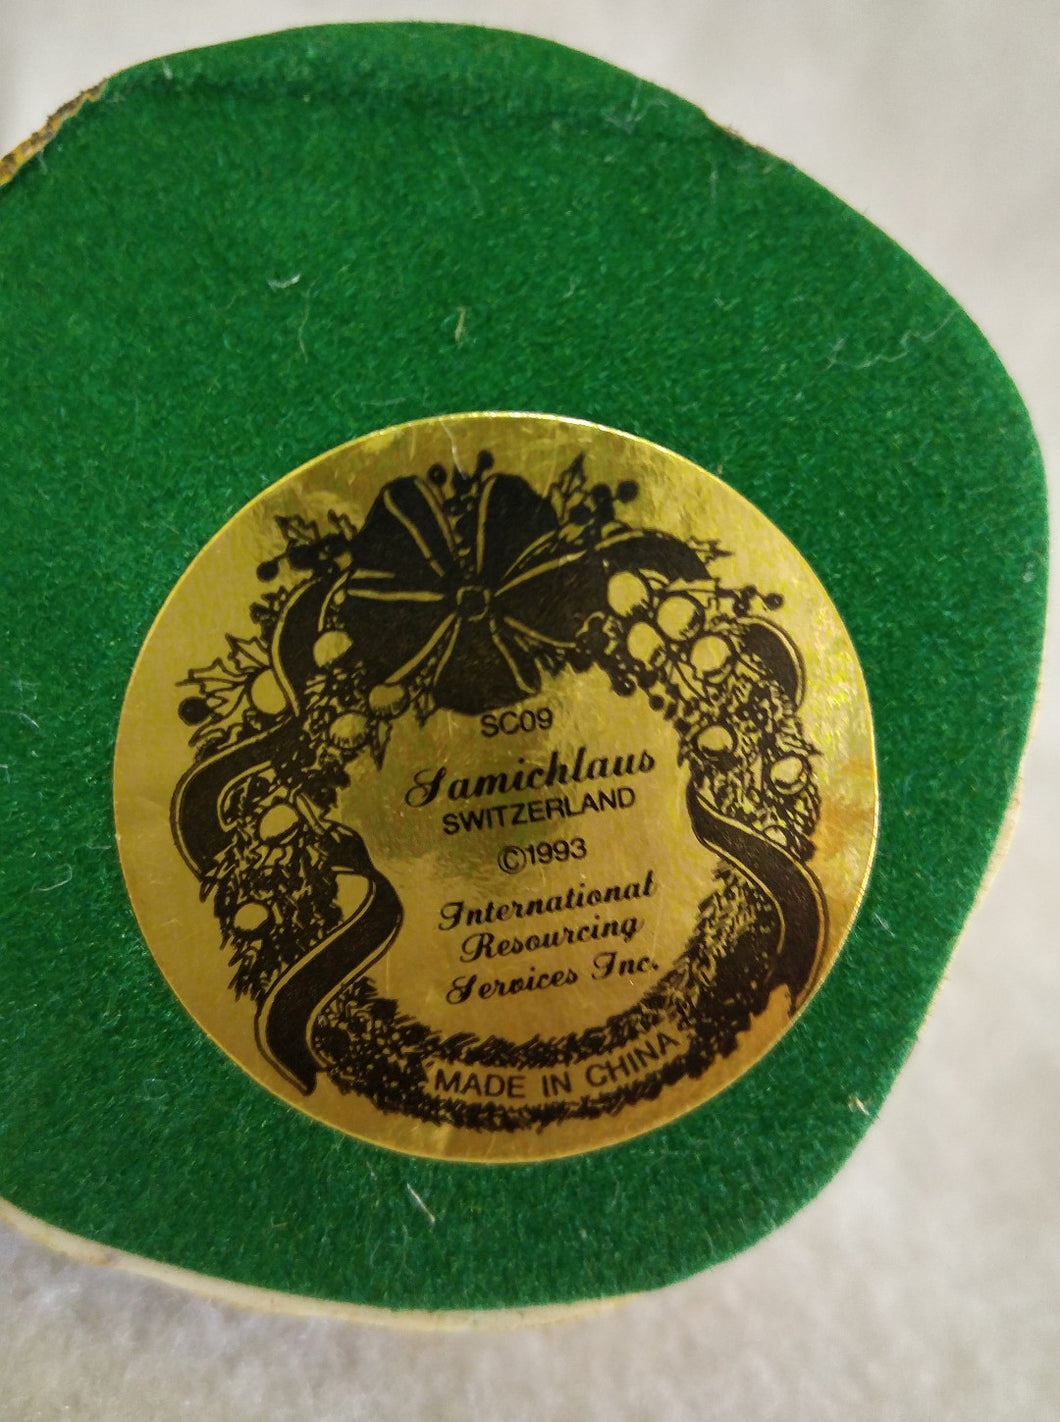 SC09
Samichlaus
SWITZERLAND
©1993
International
Resourcing
Services Inc.
MADE IN CHINA